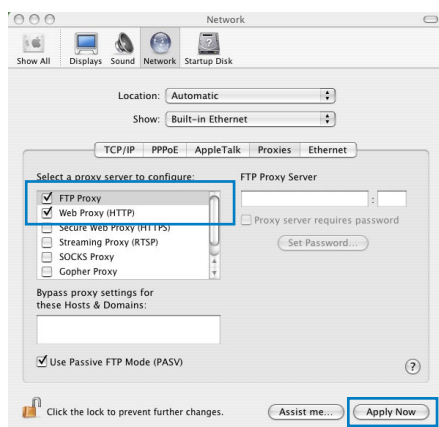 Network
Show All Displays Sound Network Startup Disk
Location: Automatic
Show: Built-in Ethernet
TCP/IP PPPoE AppleTalk Proxies Ethernet
Select a proxy server to configure: FTP Proxy Server
FTP Proxy :
Web Proxy (HTTP) Proxy server requires password
Secure Web Proxy (HTTPS)
Streaming Proxy (RTSP) Set Password...
SOCKS Proxy
Gopher Proxy
Bypass proxy settings for
these Hosts & Domains:
Use Passive FTP Mode (PASV) ?
Click the lock to prevent further changes. Assist me... Apply Now